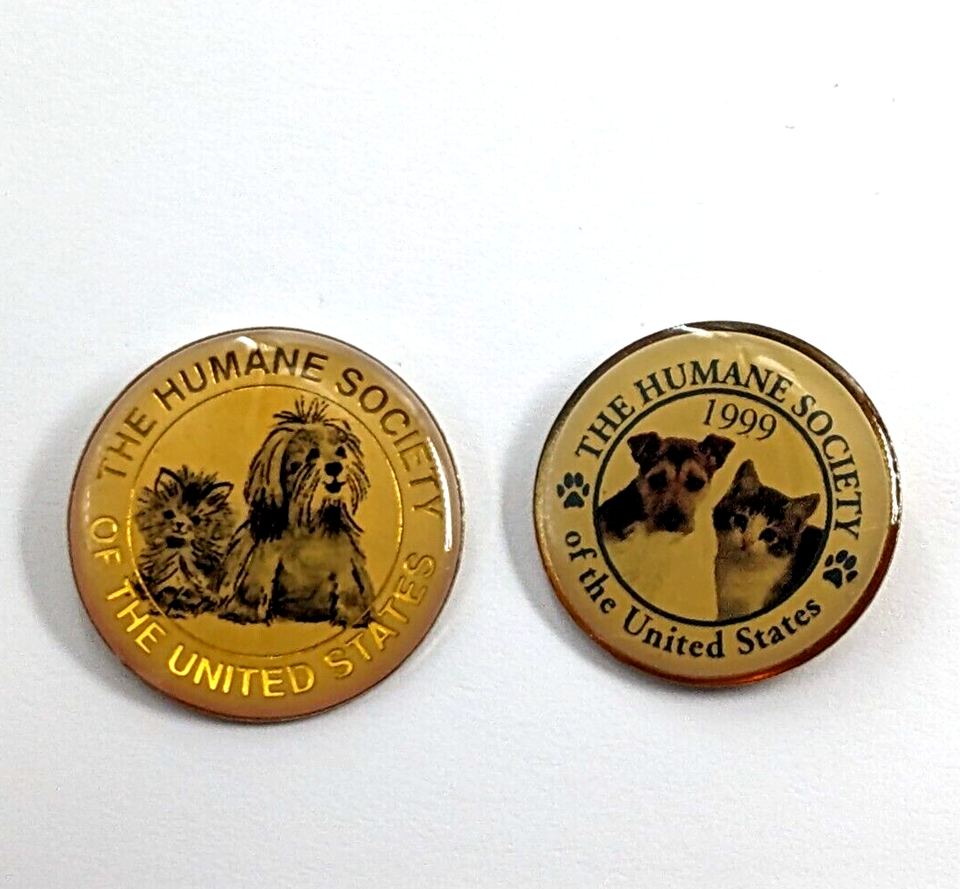 THE HUMANE SOCIETY
OF THE UNITED STATES
THE HUMANE SOCIETY
1999
of the United States